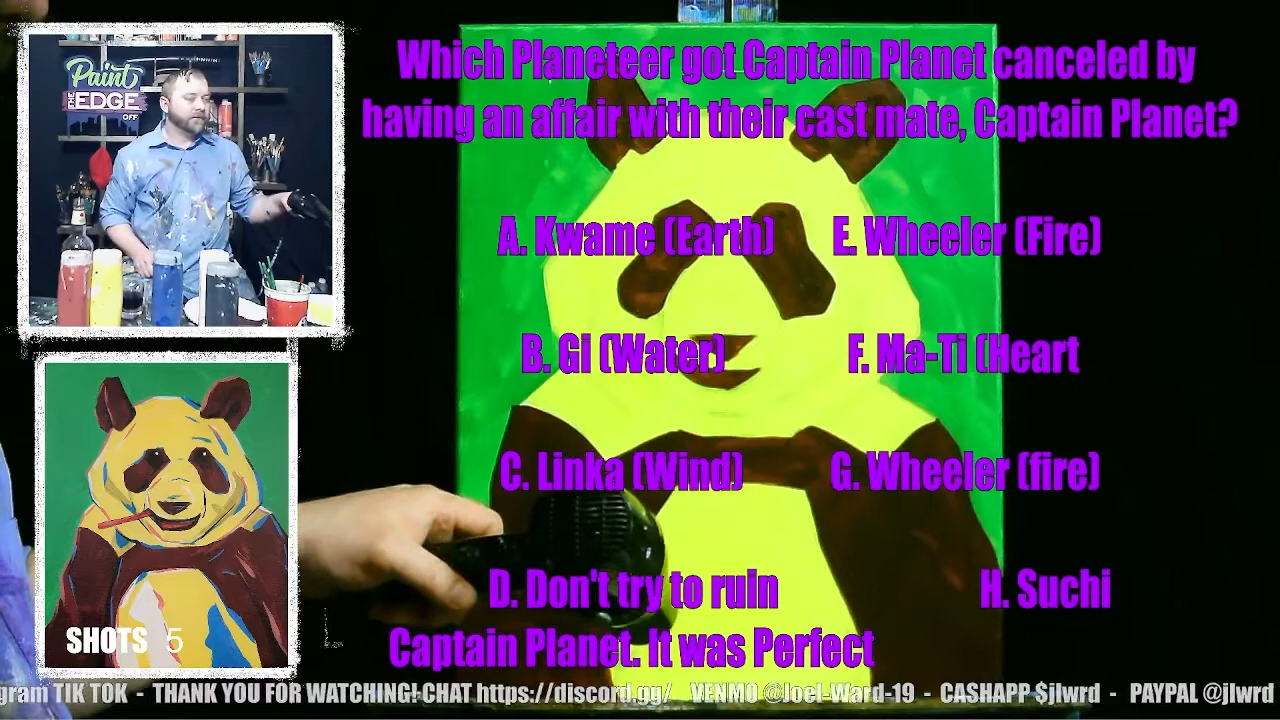 Paint
THE EDGE
OFF
Which Planeteer got Captain Planet canceled by
having an affair with their cast mate, Captain Planet?
A. Kwame (Earth)
E. Wheeler (Fire)
B. Gi (Water)
F. Ma-Ti (Heart
C. Linka (Wind)
G. Wheeler (fire)
D. Don't try to ruin
Captain Planet. It was Perfect
H. Suchi
SHOTS 5
gram TIK TOK - THANK YOU FOR WATCHING! CHAT https://discord.gg/ VENMO @Joel-Ward-19 - CASHAPP $jlwrd - PAYPAL @jlwrd